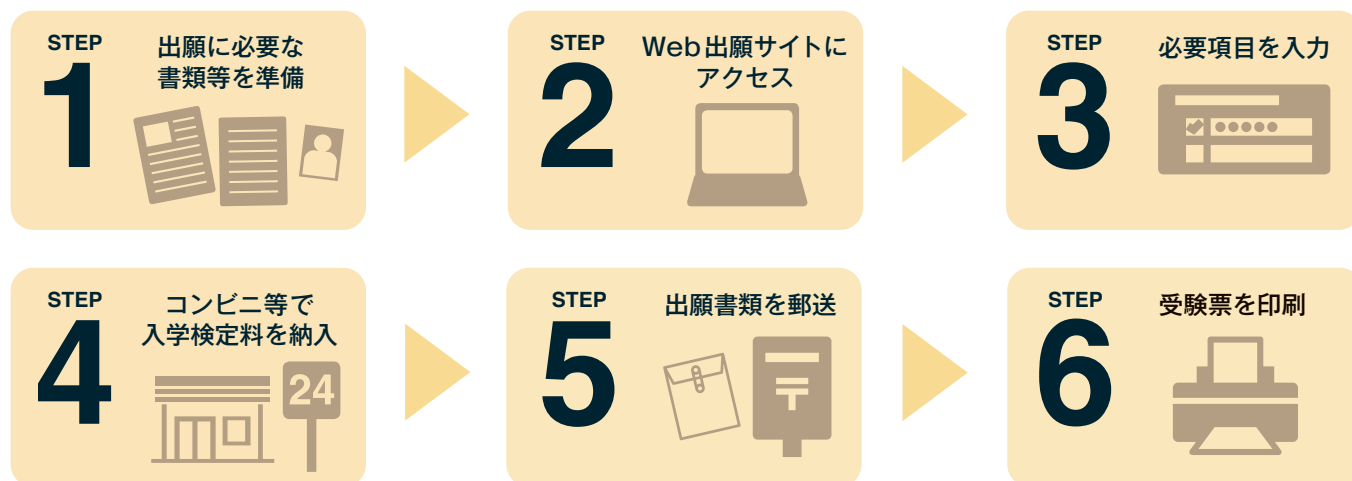 STEP
1
出願に必要な
書類等を準備
STEP
2
Web出願サイトに
アクセス
STEP
3
必要項目を入力
STEP
4
コンビニ等で
入学検定料を納入
24
STEP
5
出願書類を郵送
〒
STEP
6
受験票を印刷